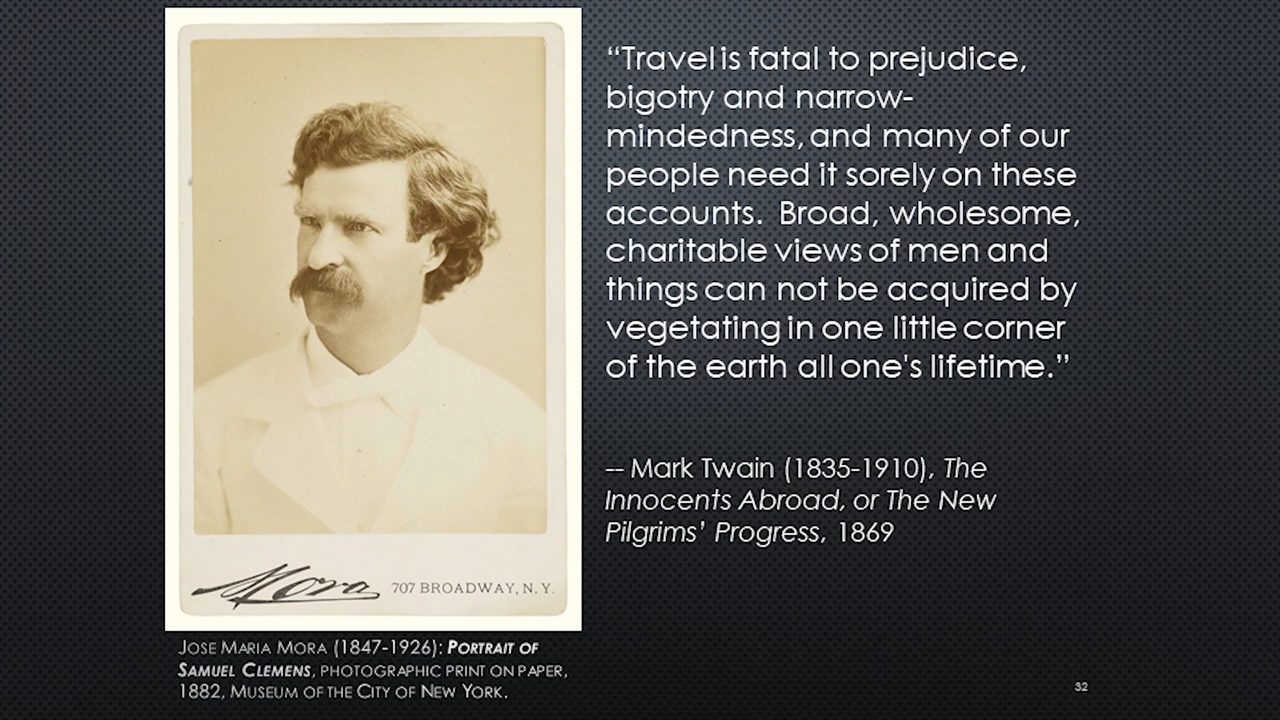 “Travel is fatal to prejudice,
bigotry and narrow-
mindedness, and many of our
people need it sorely on these
accounts.  Broad, wholesome,
charitable views of men and
things can not be acquired by
vegetating in one little corner
of the earth all one's lifetime.”
-- Mark Twain (1835-1910), The
Innocents Abroad, or The New
Pilgrims’ Progress, 1869
Mora 707 BROADWAY, N. Y.
JOSE MARIA MORA (1847-1926): PORTRAIT OF
SAMUEL CLEMENS, PHOTOGRAPHIC PRINT ON PAPER,
1882, MUSEUM OF THE CITY OF NEW YORK.
32